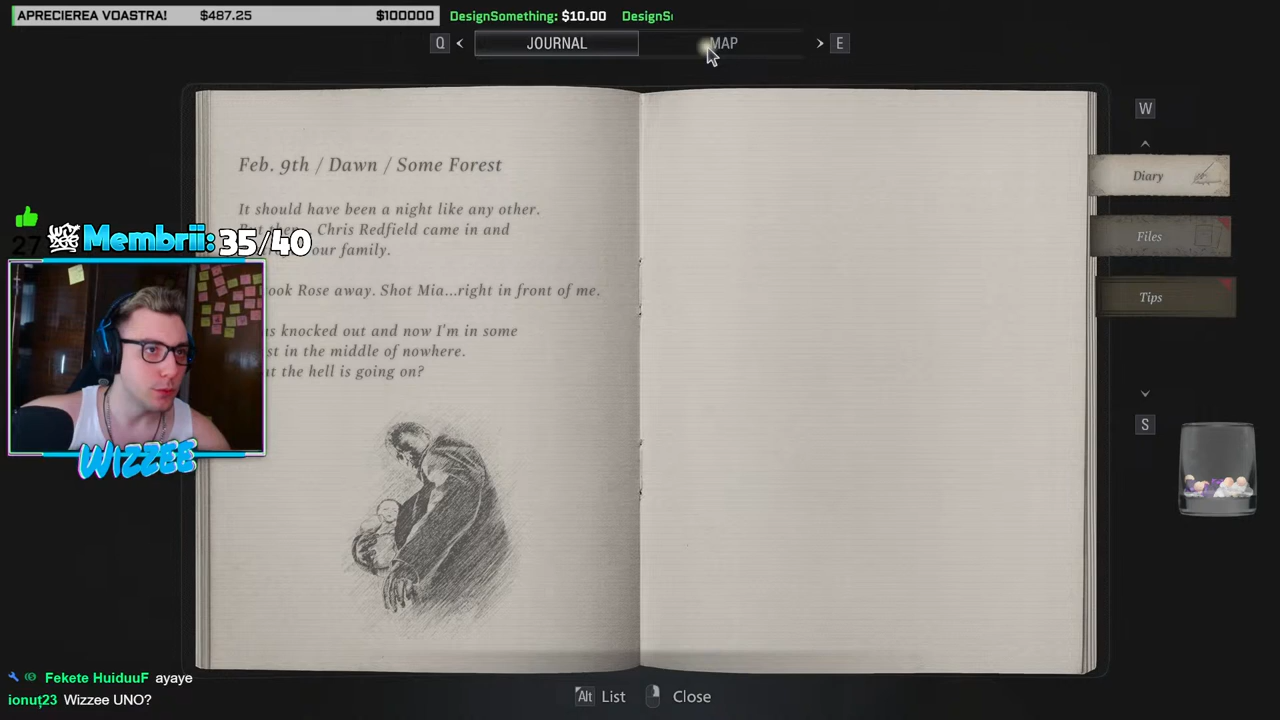 APRECIEREA VOASTRA! $487.25 $100000 DesignSomething: $10.00 DesignS
Q JOURNAL MAP E
W
Feb. 9th / Dawn / Some Forest
Diary
It should have been a night like any other.
Chris Redfield came in and
Files
our family.
Membrii: 35/40
27
ook Rose away. Shot Mia...right in front of me.
Tips
s knocked out and now I'm in some
st in the middle of nowhere.
t the hell is going on?
S
WIZZEE
Fekete HuiduuF ayaye
ionuț23 Wizzee UNO?
Alt List Close